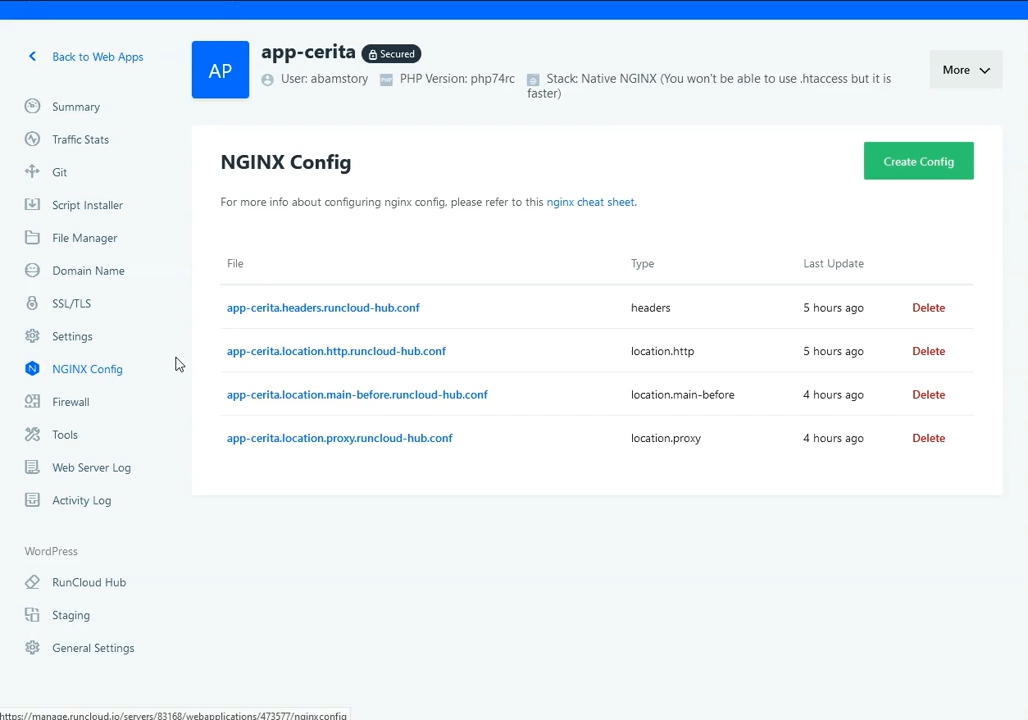 Back to Web Apps
Summary
Traffic Stats
Git
Script Installer
File Manager
Domain Name
SSL/TLS
Settings
NGINX Config
Firewall
Tools
Web Server Log
Activity Log
WordPress
RunCloud Hub
Staging
General Settings
AP
app-cerita Secured
User: abamstory PHP Version: php74rc Stack: Native NGINX (You won't be able to use .htaccess but it is
faster)
More
NGINX Config
Create Config
For more info about configuring nginx config, please refer to this nginx cheat sheet.
File Type Last Update
app-cerita.headers.runcloud-hub.conf headers 5 hours ago Delete
app-cerita.location.http.runcloud-hub.conf location.http 5 hours ago Delete
app-cerita.location.main-before.runcloud-hub.conf location.main-before 4 hours ago Delete
app-cerita.location.proxy.runcloud-hub.conf location.proxy 4 hours ago Delete
https://manage.runcloud.io/servers/83168/webapplications/473577/nginxconfig